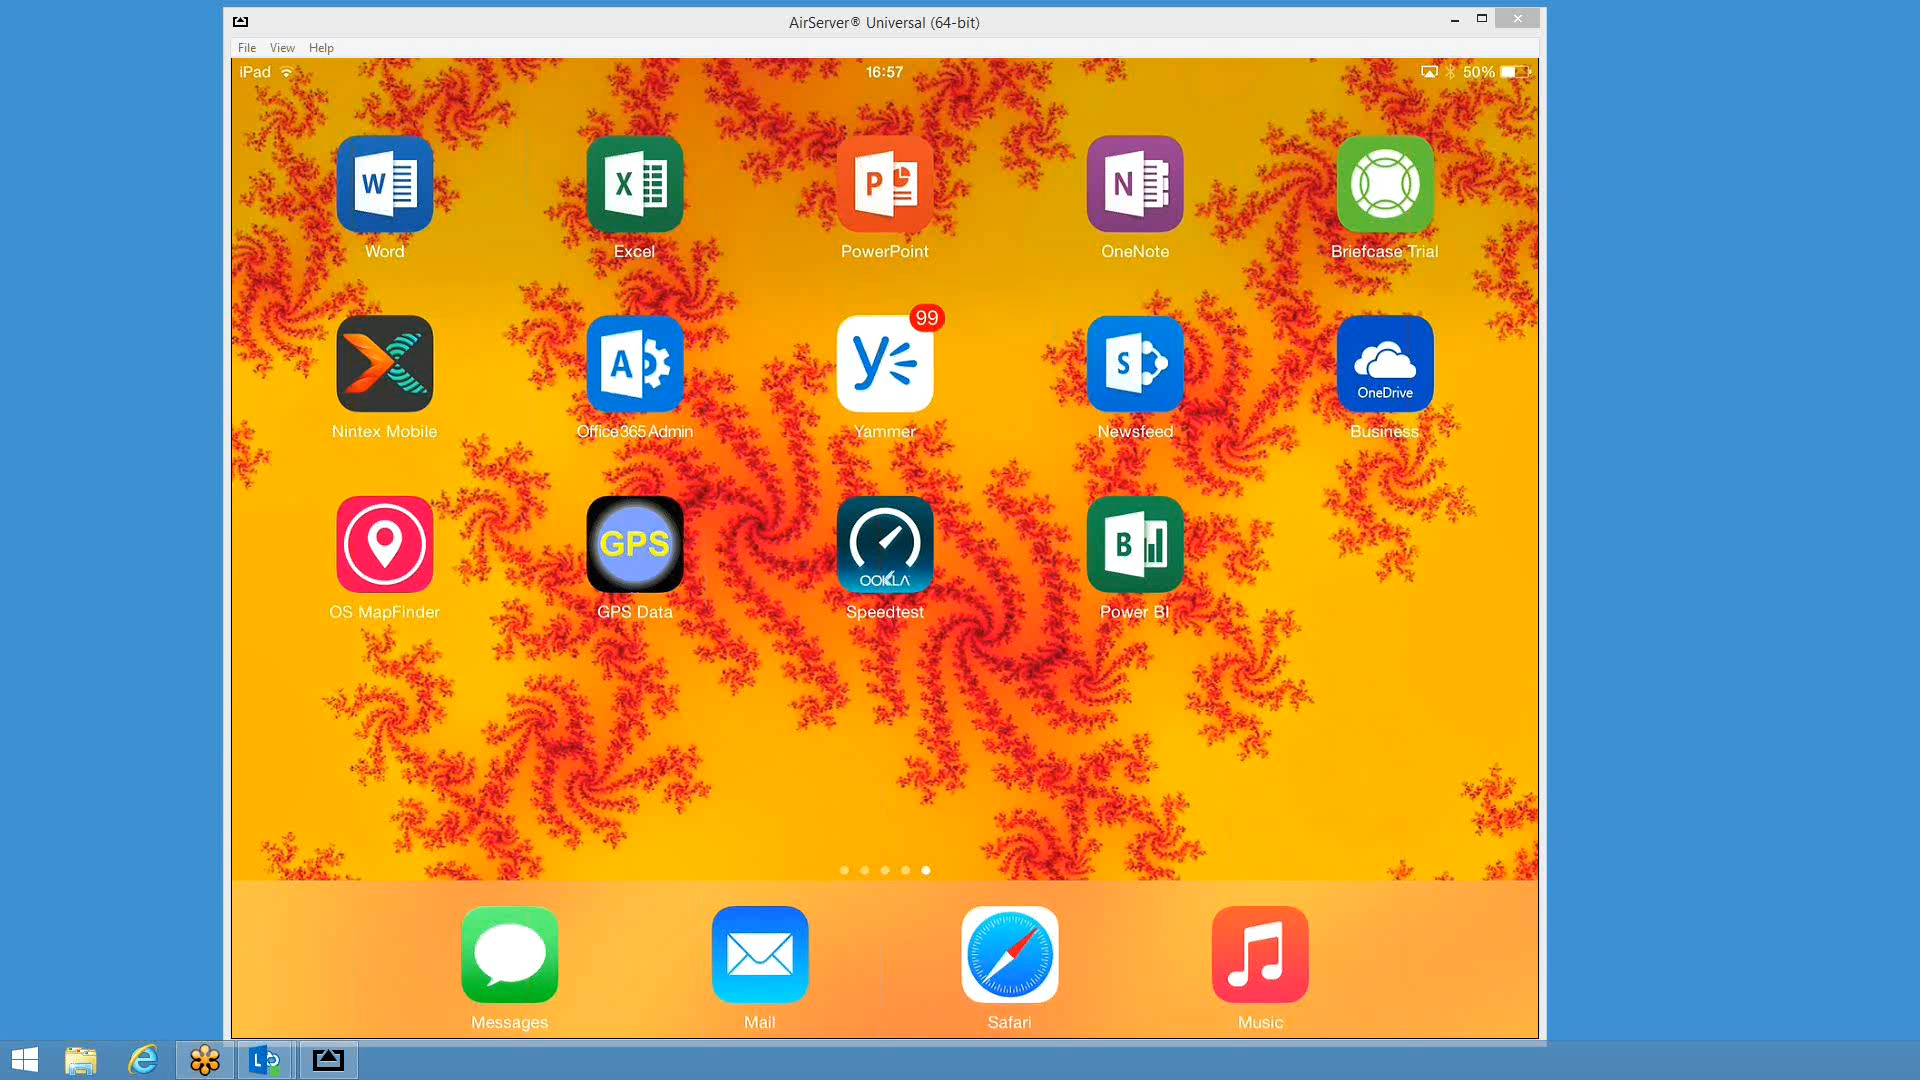 AirServer® Universal (64-bit)
File View Help
iPad 16:57 50%
W X P N
Word Excel PowerPoint OneNote Briefcase Trial
99
A y S OneDrive
Nintex Mobile Office365 Admin Yammer Newsfeed Business
GPS OOKLA B
OS MapFinder GPS Data Speedtest Power BI
Messages Mail Safari Music
L